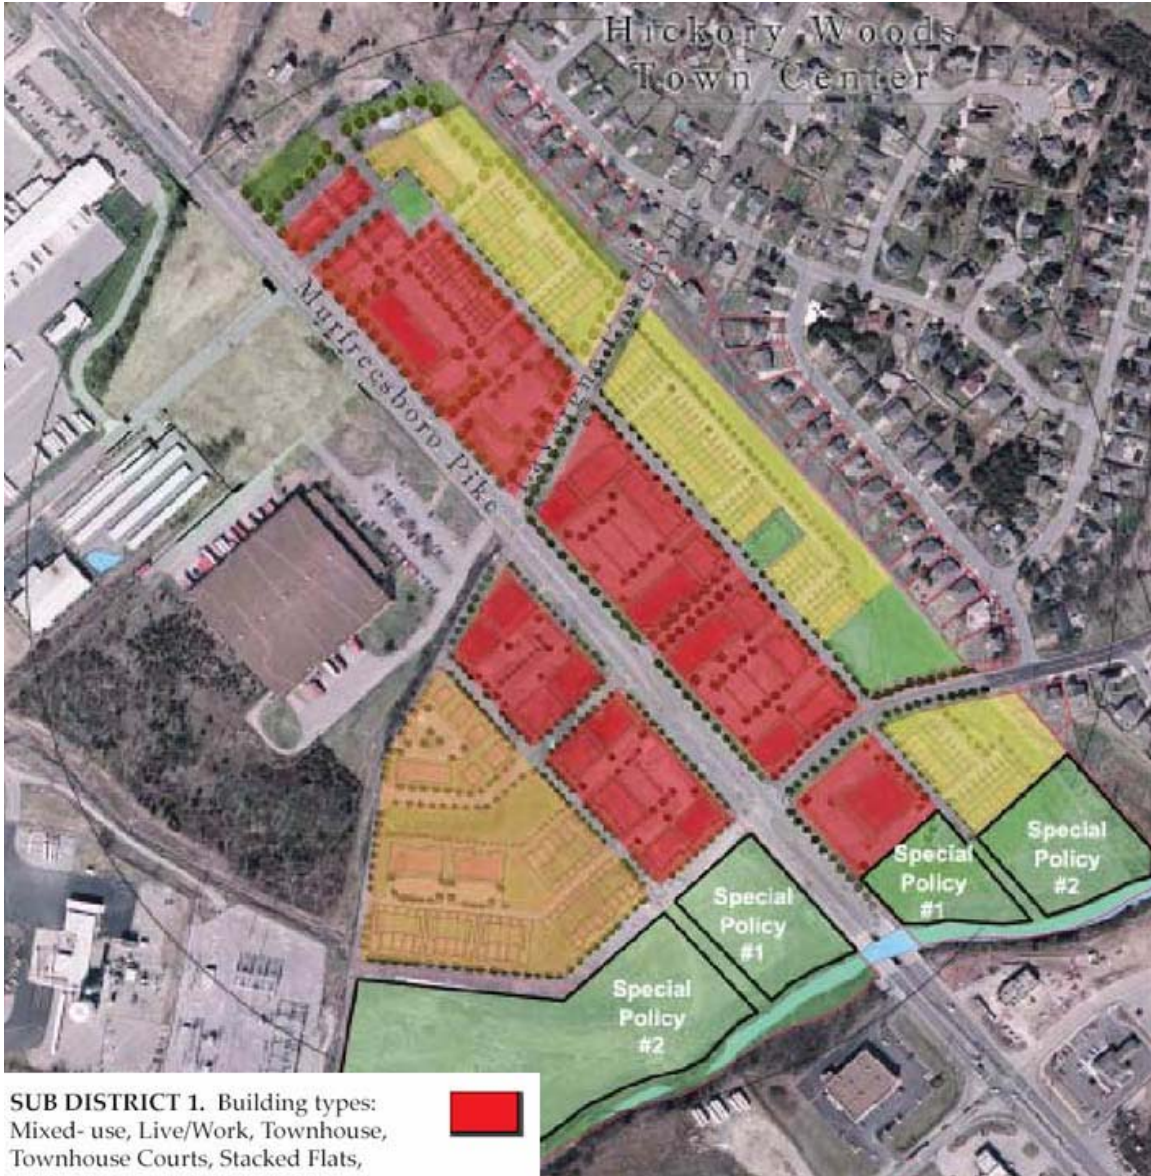 Hickory Woods
Town Center
Murfreesboro Pike
Special
Policy
#2
Special
Policy
#1
Special
Policy
#1
Special
Policy
#2
SUB DISTRICT 1. Building types:
Mixed- use, Live/Work, Townhouse,
Townhouse Courts, Stacked Flats,